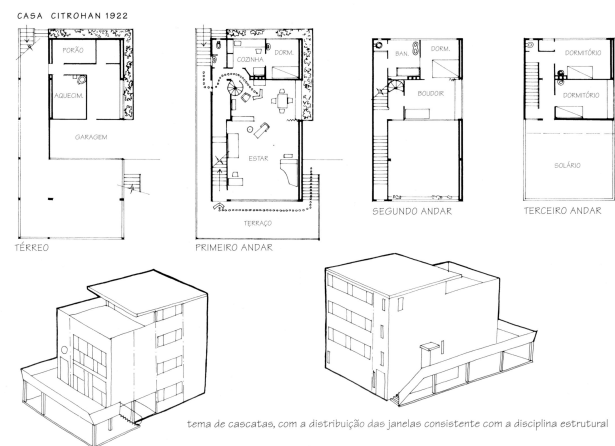 CASA CITROHAN 1922
PORÃO
AQUECIM.
GARAGEM
TÉRREO
COZINHA
DORM.
ESTAR
TERRAÇO
PRIMEIRO ANDAR
BAN.
DORM.
BOUDOIR
SEGUNDO ANDAR
DORMITÓRIO
DORMITÓRIO
SOLÁRIO
TERCEIRO ANDAR
tema de cascatas, com a distribuição das janelas consistente com a disciplina estrutural